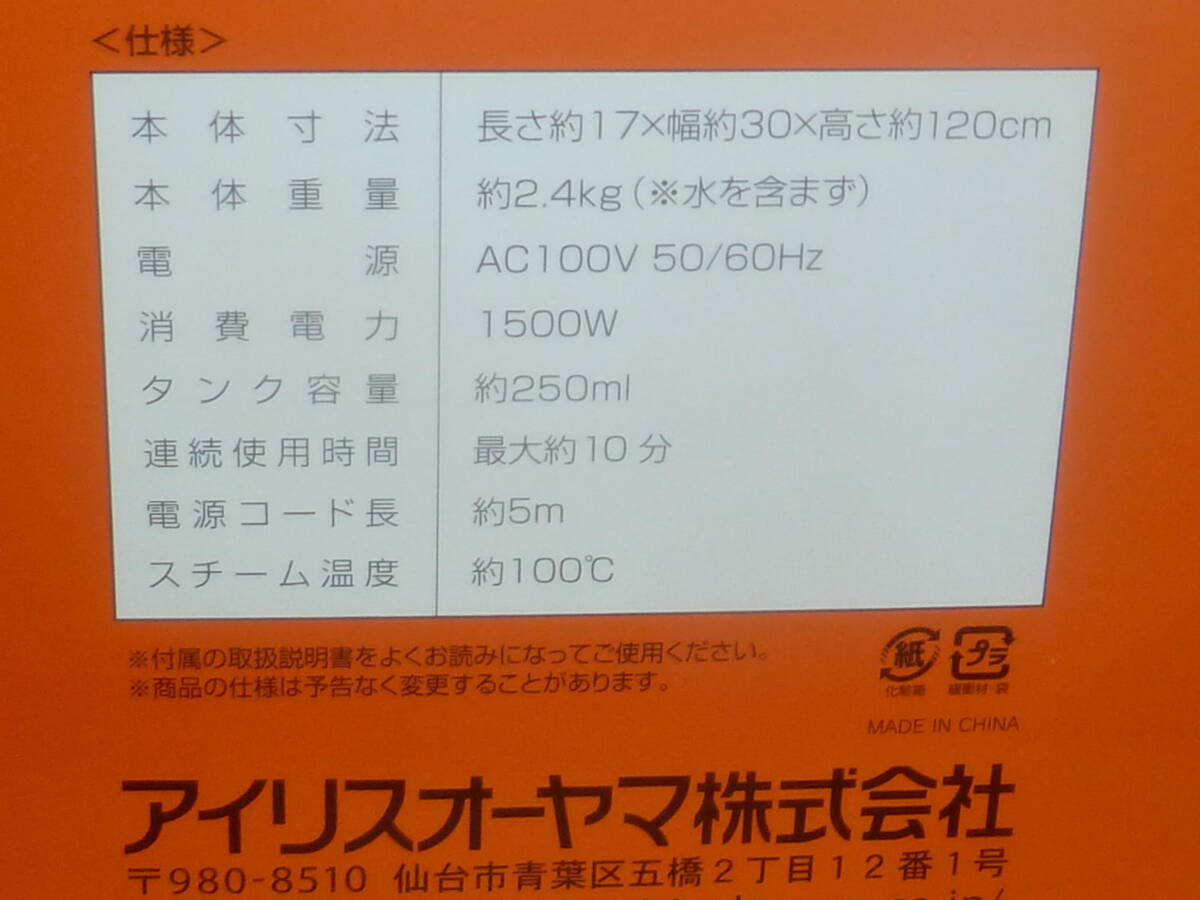 ＜仕様＞
本体寸法 長さ約17×幅約30×高さ約120cm
本体重量 約2.4kg（※水を含まず）
電源 AC100V 50/60Hz
消費電力 1500W
タンク容量 約250ml
連続使用時間 最大約10分
電源コード長 約5m
スチーム温度 約100℃
※付属の取扱説明書をよくお読みになってご使用ください。
※商品の仕様は予告なく変更することがあります。
紙 プラ
化粧箱 緩衝材・袋
MADE IN CHINA
アイリスオーヤマ株式会社
〒980-8510 仙台市青葉区五橋2丁目12番1号